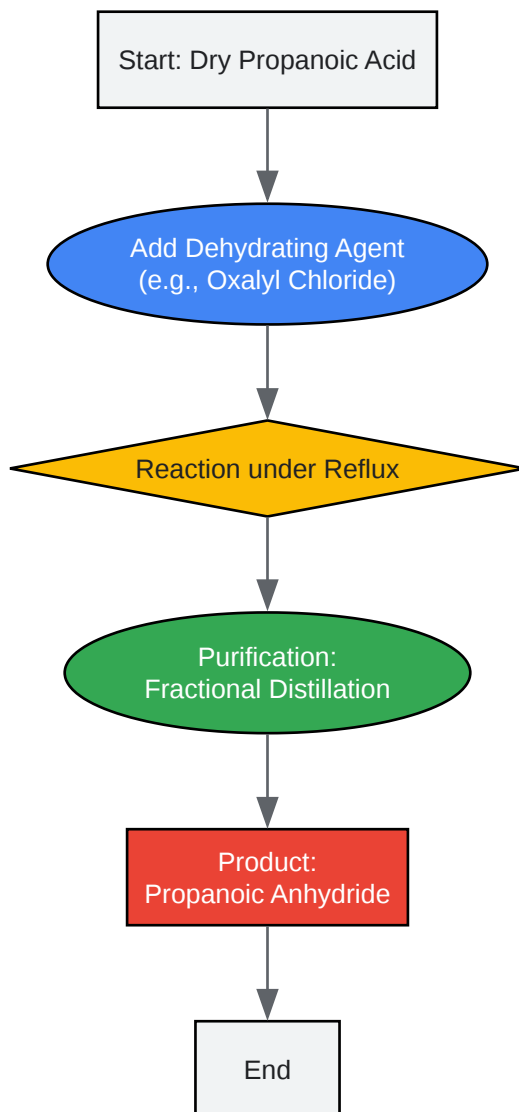 Start: Dry Propanoic Acid
Add Dehydrating Agent
(e.g., Oxalyl Chloride)
Reaction under Reflux
Purification:
Fractional Distillation
Product:
Propanoic Anhydride
End